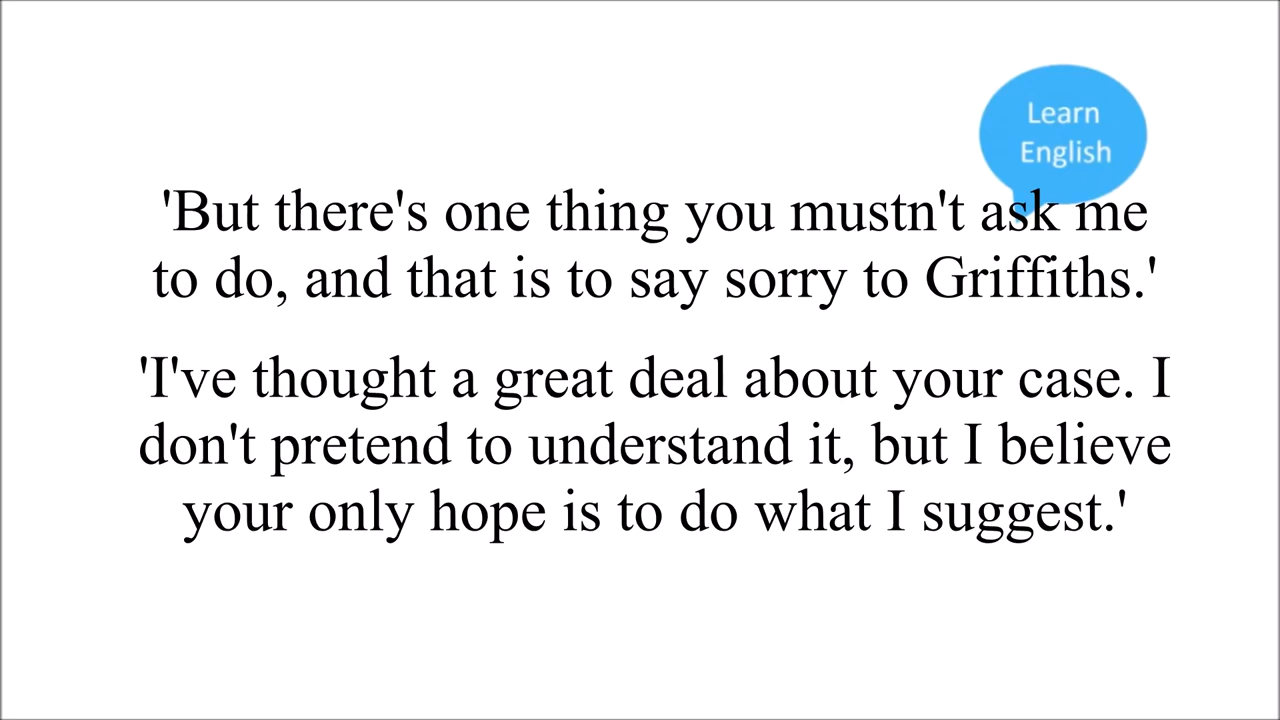 Learn
English
'But there's one thing you mustn't ask me
to do, and that is to say sorry to Griffiths.'
'I've thought a great deal about your case. I
don't pretend to understand it, but I believe
your only hope is to do what I suggest.'